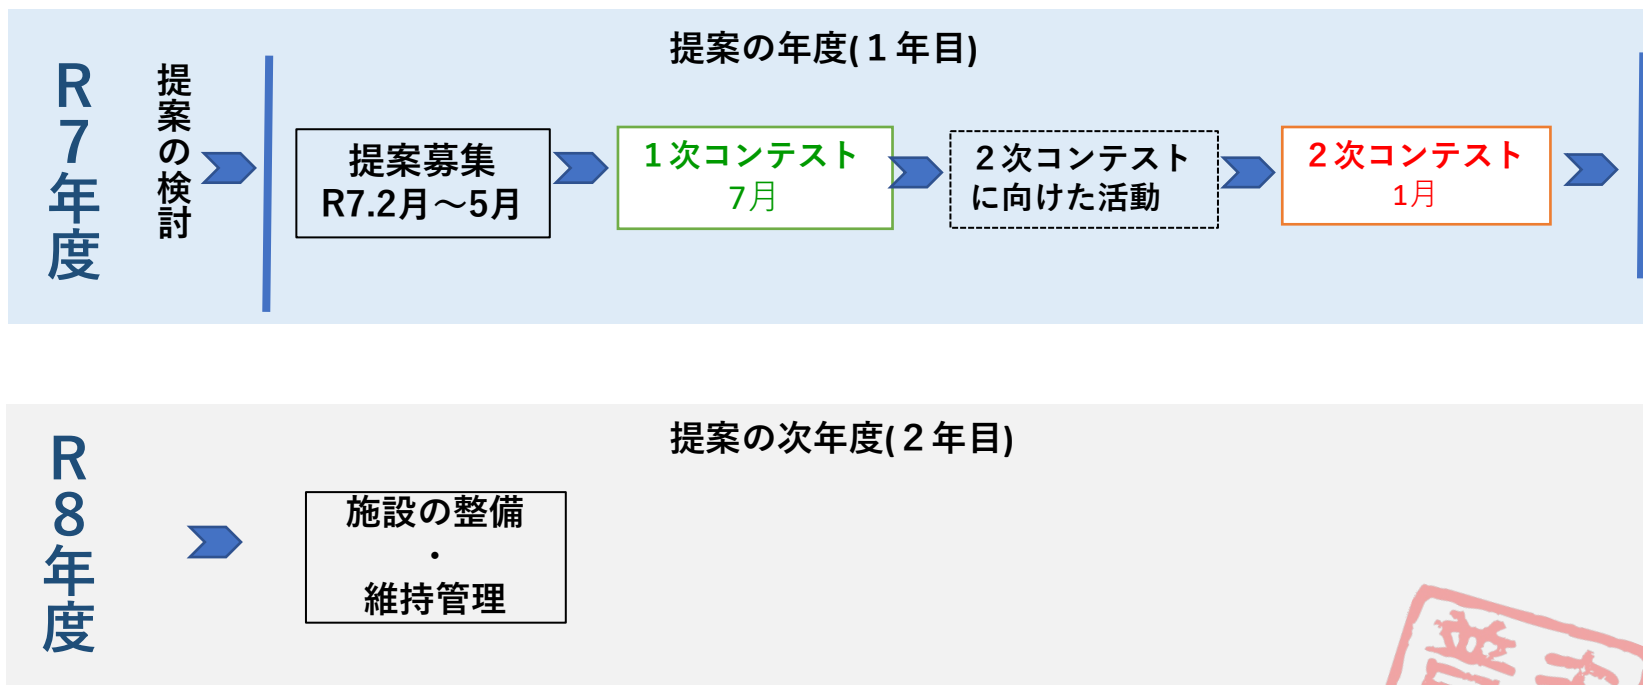 提案の年度(１年目)
R7年度
提案の検討
提案募集
R7.2月～5月
１次コンテスト
7月
２次コンテスト
に向けた活動
２次コンテスト
1月
提案の次年度(２年目)
R8年度
施設の整備
・
維持管理